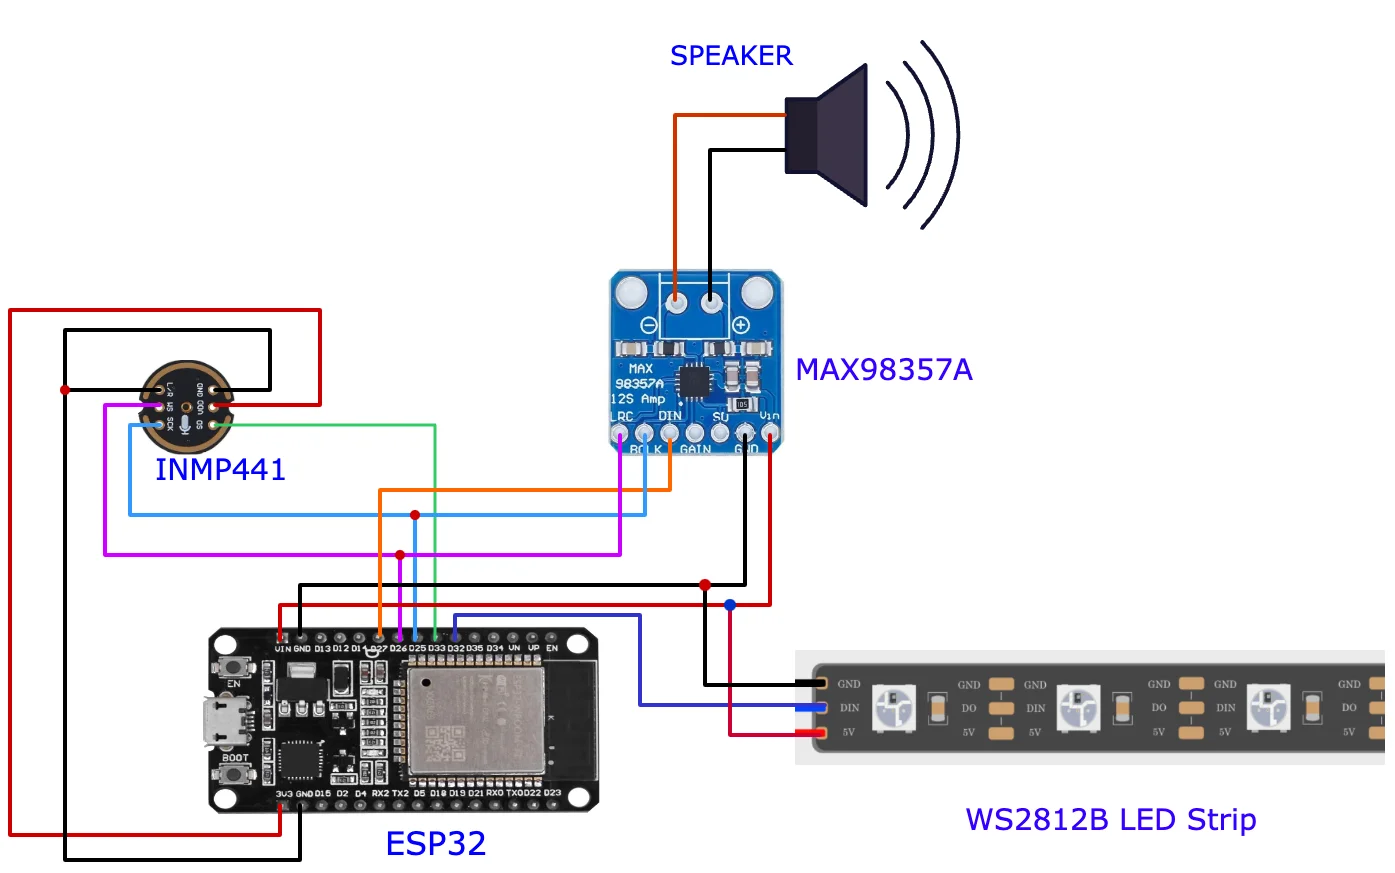 SPEAKER
MAX98357A
MAX
98357A
12S Amp
LRC DIN SD Vin
BCLK GAIN GND
L/R GND
WS VDD
SCK
INMP441
VIN GND D13 D12 D14 D27 D26 D25 D33 D32 D35 D34 VN VP EN
EN
BOOT
3V3 GND D15 D2 D4 RX2 TX2 D5 D18 D19 D21 RX0 TX0 D22 D23
ESP32
GND GND GND GND GND GND
DIN DO DIN DO DIN DO
5V 5V 5V 5V 5V 5V
WS2812B LED Strip